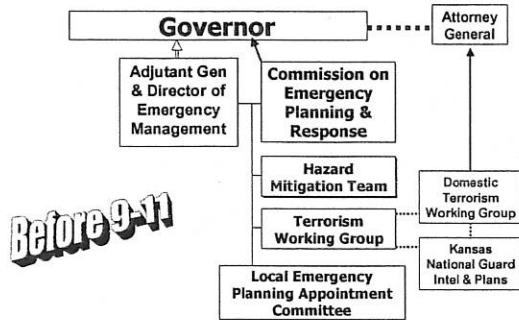 Governor
Attorney
General
Adjutant Gen
& Director of
Emergency
Management
Commission on
Emergency
Planning &
Response
Hazard
Mitigation Team
Before 9-11
Terrorism
Working Group
Domestic
Terrorism
Working Group
Kansas
National Guard
Intel & Plans
Local Emergency
Planning Appointment
Committee